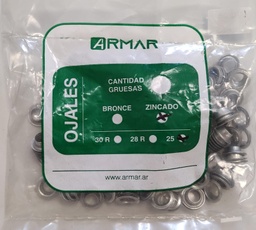 ARMAR
OJALES
CANTIDAD
GRUESAS
BRONCE ZINCADO
30 R 28 R 25
www.armar.ar